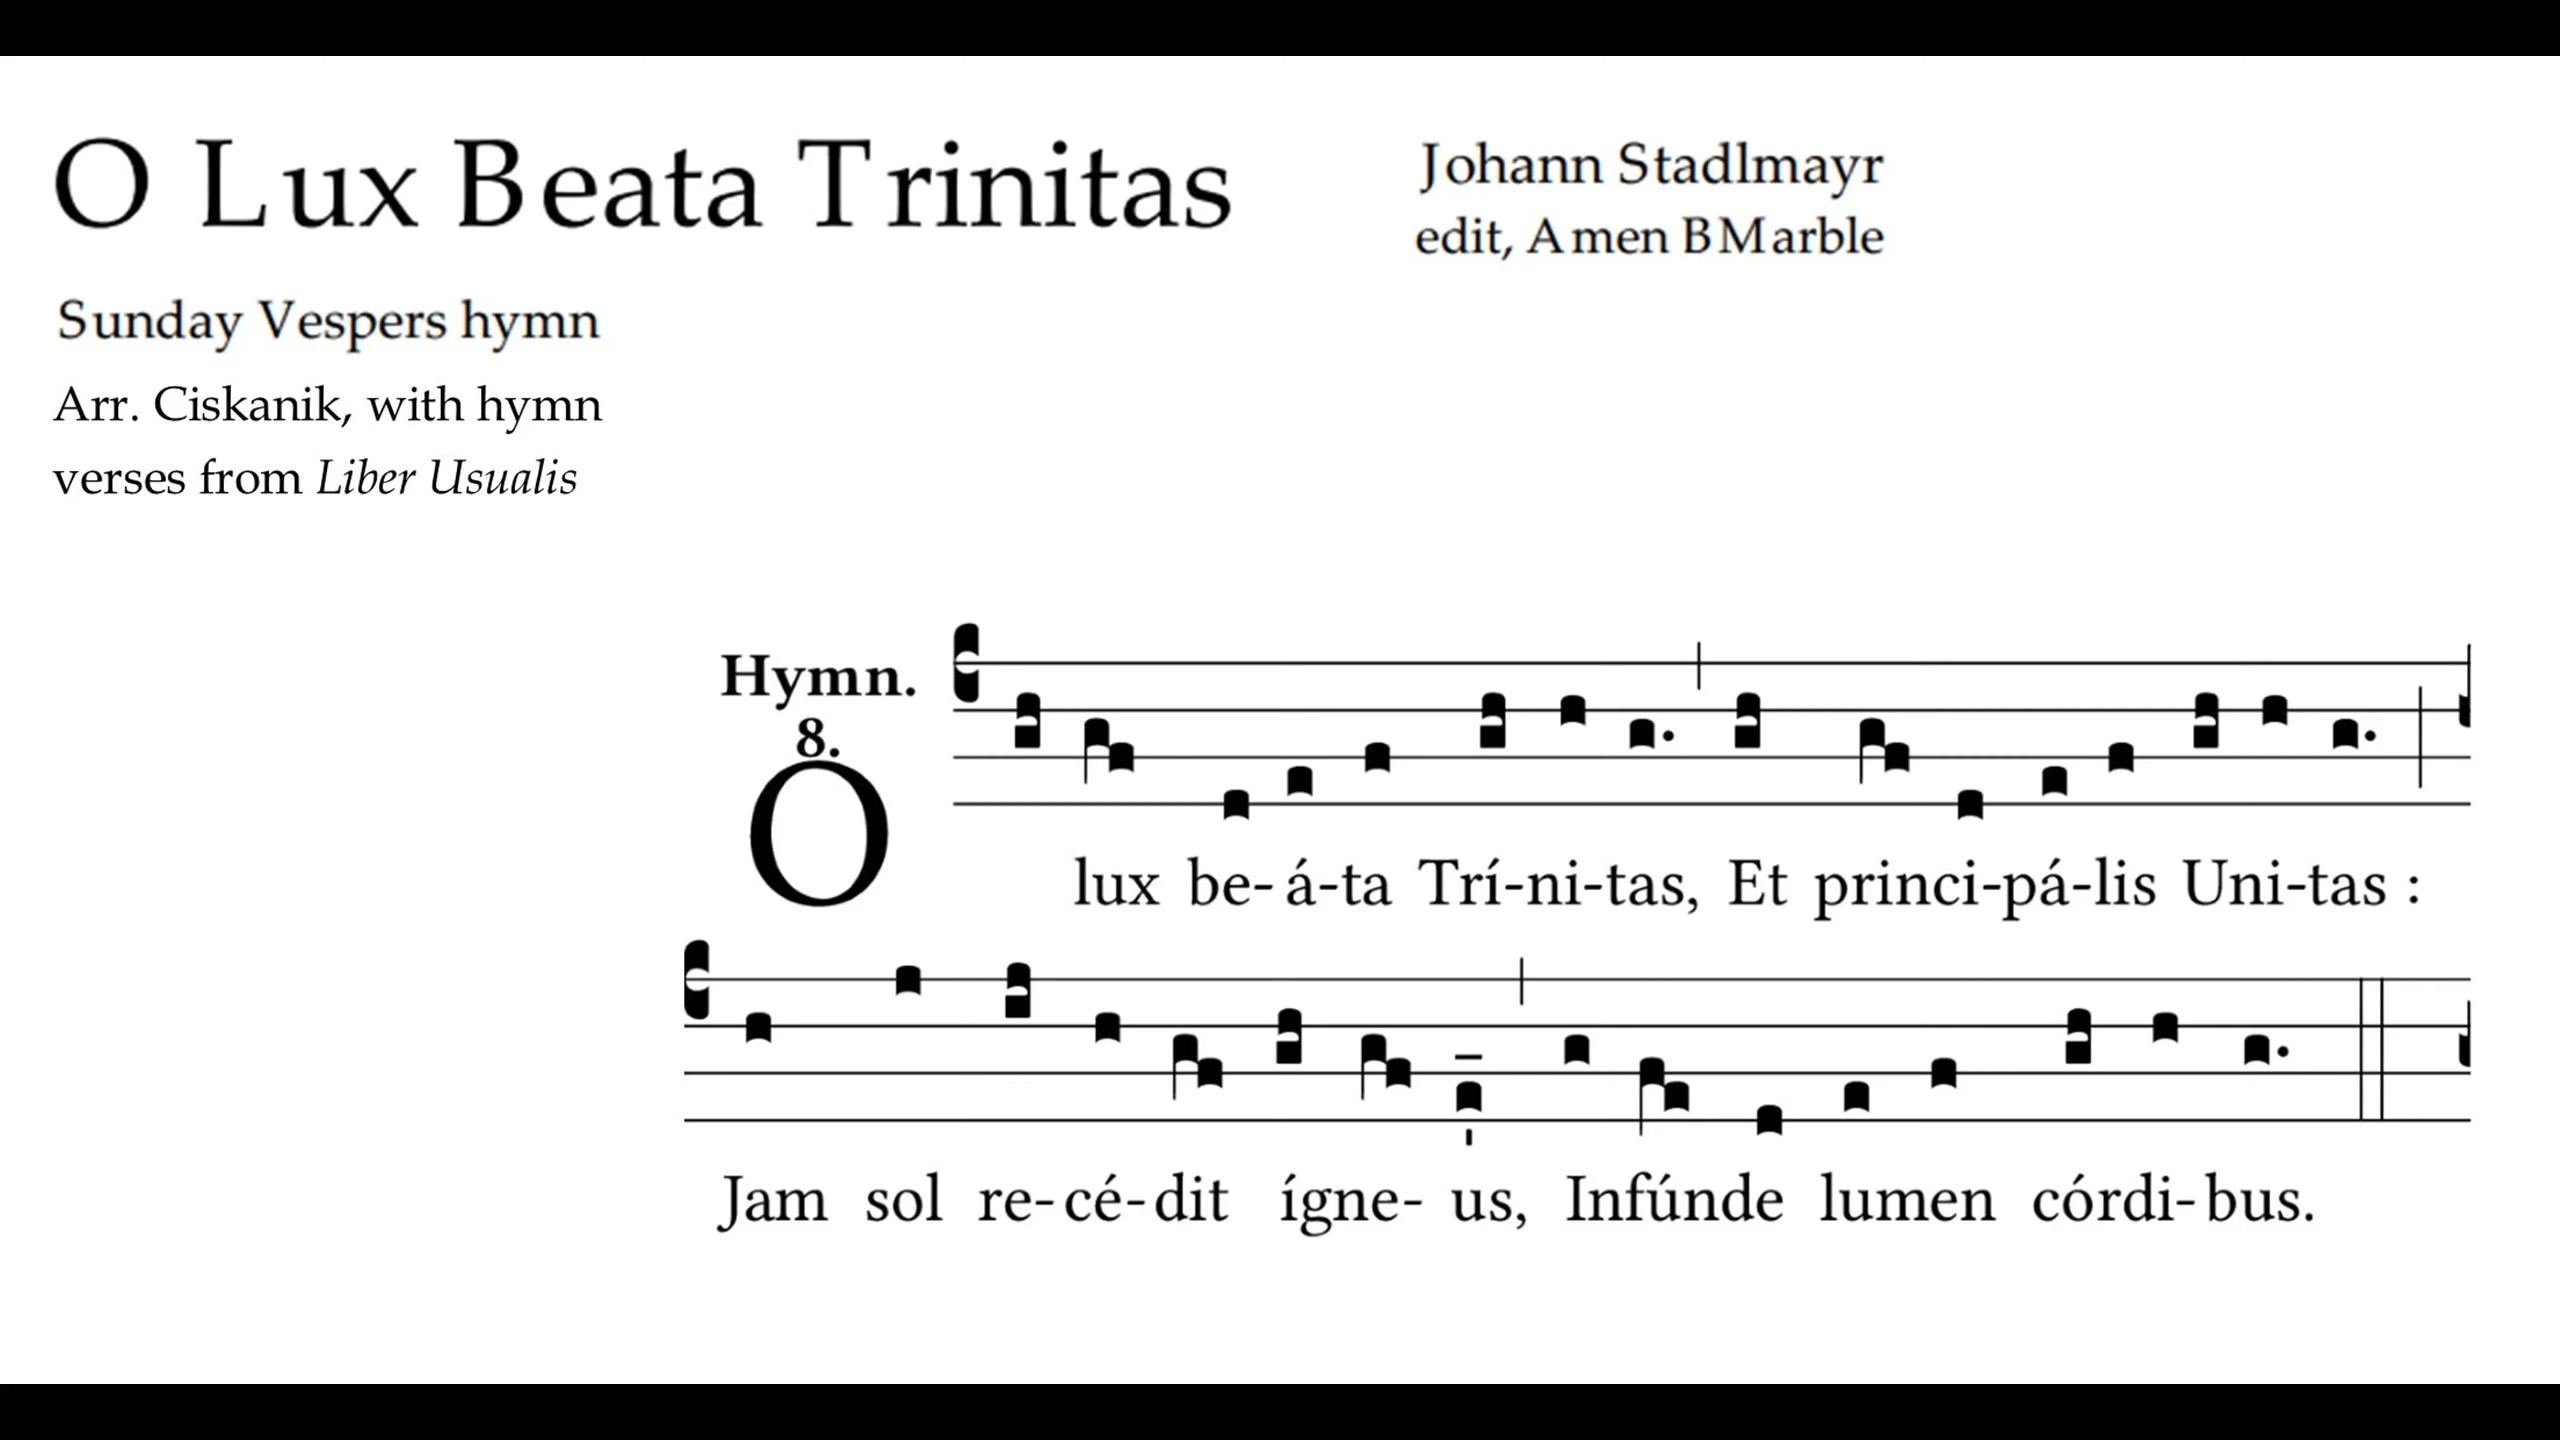 O Lux Beata Trinitas
Johann Stadlmayr
edit, Amen BMarble
Sunday Vespers hymn
Arr. Ciskanik, with hymn
verses from Liber Usualis
Hymn.
8.
O lux be-á-ta Trí-ni-tas, Et princi-pá-lis Uni-tas :
Jam sol re-cé-dit ígne- us, Infúnde lumen córdi-bus.